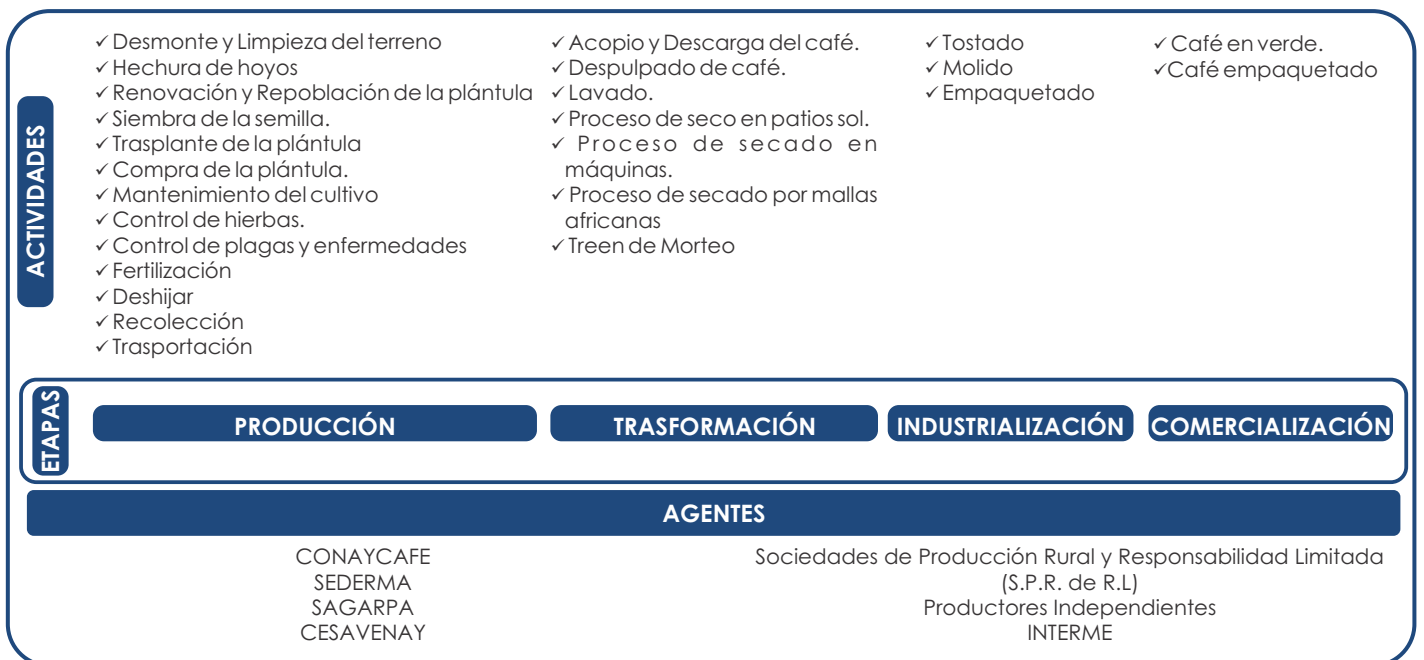 ACTIVIDADES
✓ Desmonte y Limpieza del terreno
✓ Hechura de hoyos
✓ Renovación y Repoblación de la plántula
✓ Siembra de la semilla.
✓ Trasplante de la plántula
✓ Compra de la plántula.
✓ Mantenimiento del cultivo
✓ Control de hierbas.
✓ Control de plagas y enfermedades
✓ Fertilización
✓ Deshijar
✓ Recolección
✓ Trasportación
✓ Acopio y Descarga del café.
✓ Despulpado de café.
✓ Lavado.
✓ Proceso de seco en patios sol.
✓ Proceso de secado en
máquinas.
✓ Proceso de secado por mallas
africanas
✓ Treen de Morteo
✓ Tostado
✓ Molido
✓ Empaquetado
✓ Café en verde.
✓ Café empaquetado
ETAPAS
PRODUCCIÓN
TRASFORMACIÓN
INDUSTRIALIZACIÓN
COMERCIALIZACIÓN
AGENTES
CONAYCAFE
SEDERMA
SAGARPA
CESAVENAY
Sociedades de Producción Rural y Responsabilidad Limitada
(S.P.R. de R.L)
Productores Independientes
INTERME